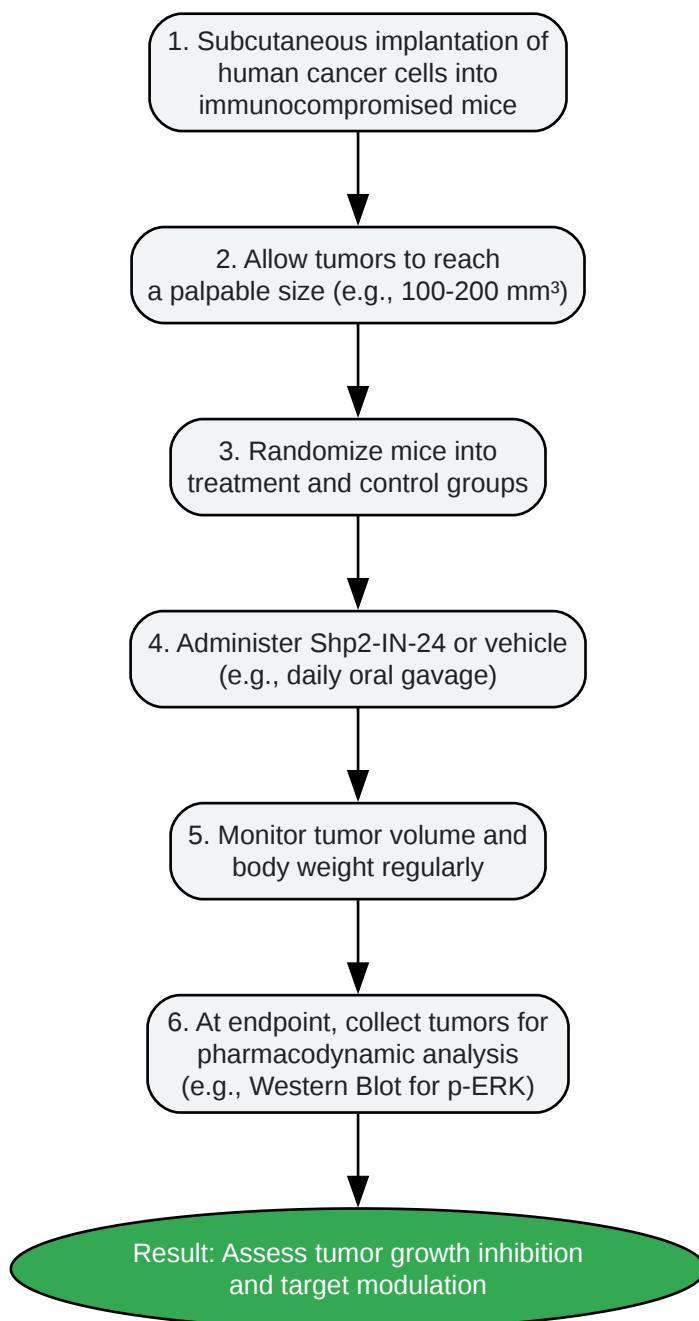 1. Subcutaneous implantation of
human cancer cells into
immunocompromised mice
2. Allow tumors to reach
a palpable size (e.g., 100-200 mm³)
3. Randomize mice into
treatment and control groups
4. Administer Shp2-IN-24 or vehicle
(e.g., daily oral gavage)
5. Monitor tumor volume and
body weight regularly
6. At endpoint, collect tumors for
pharmacodynamic analysis
(e.g., Western Blot for p-ERK)
Result: Assess tumor growth inhibition
and target modulation